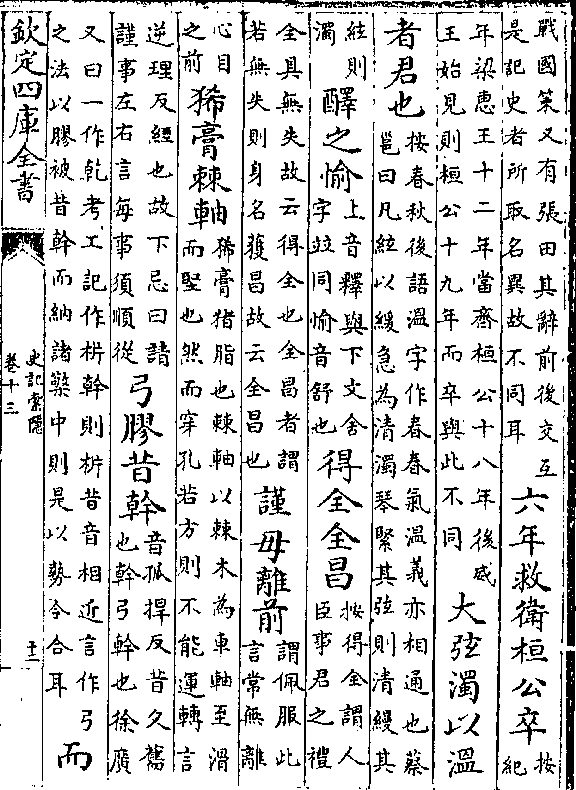 戰國策又有張田其辭前後交互是記史者所取名異故不同耳六年救衛桓公卒按紀
年梁惠王十二年當齊桓公十八年後威王始見則桓公十九年而卒與此不同大弦濁以溫
者君也按春秋後語溫字作春春氣溫義亦相通也蔡邕曰凡絃以緩急為清濁琴緊其弦則清縵其
絃則濁醳之愉上音釋與下文舍字竝同愉音舒也得全全昌按得全謂人臣事君之禮
全具無失故云得全也全昌者謂若無失則身名獲昌故云全昌也謹毋離前謂佩服此言常無離
心目之前狶膏棘軸狶膏猪脂也棘軸以棘木為車軸至滑而堅也然而穿孔若方則不能運轉言
逆理反經也故下忌曰請謹事左右言每事須順從弓膠昔幹音孤捍反昔久舊也幹弓幹也徐廣
又曰一作乾考工記作析幹則析昔音相近言作弓之法以膠被昔幹而納諸檠中則是以勢令合耳而
欽定四庫全書
史記索隱
卷十三
十二